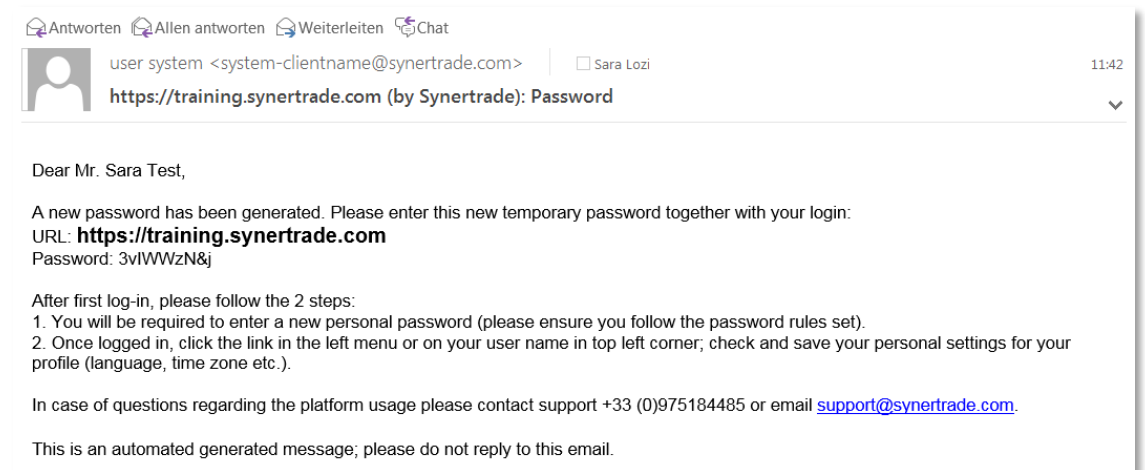 Antworten Allen antworten Weiterleiten Chat
user system <system-clientname@synertrade.com> Sara Lozi 11:42
https://training.synertrade.com (by Synertrade): Password
Dear Mr. Sara Test,
A new password has been generated. Please enter this new temporary password together with your login:
URL: https://training.synertrade.com
Password: 3vIWWzN&j
After first log-in, please follow the 2 steps:
1. You will be required to enter a new personal password (please ensure you follow the password rules set).
2. Once logged in, click the link in the left menu or on your user name in top left corner; check and save your personal settings for your
profile (language, time zone etc.).
In case of questions regarding the platform usage please contact support +33 (0)975184485 or email support@synertrade.com.
This is an automated generated message; please do not reply to this email.